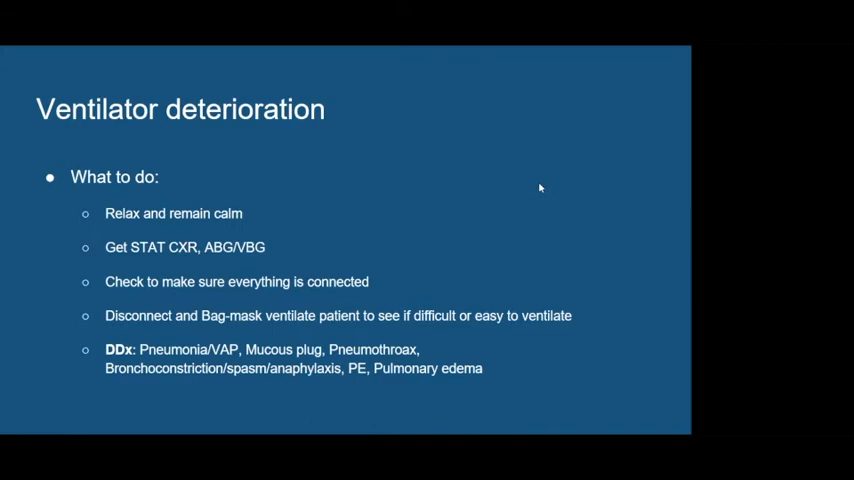 Ventilator deterioration
● What to do:
○ Relax and remain calm
○ Get STAT CXR, ABG/VBG
○ Check to make sure everything is connected
○ Disconnect and Bag-mask ventilate patient to see if difficult or easy to ventilate
○ DDx: Pneumonia/VAP, Mucous plug, Pneumothroax,
Bronchoconstriction/spasm/anaphylaxis, PE, Pulmonary edema